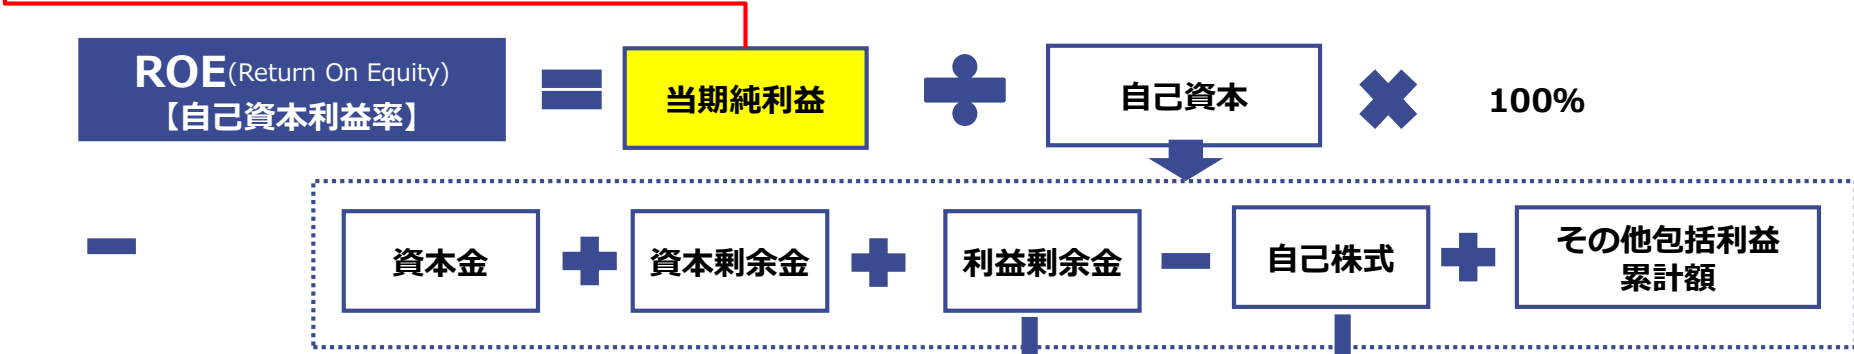 ROE(Return On Equity)
【自己資本利益率】
＝
当期純利益
÷
自己資本
×
100%
－
資本金
＋
資本剰余金
＋
利益剰余金
－
自己株式
＋
その他包括利益
累計額